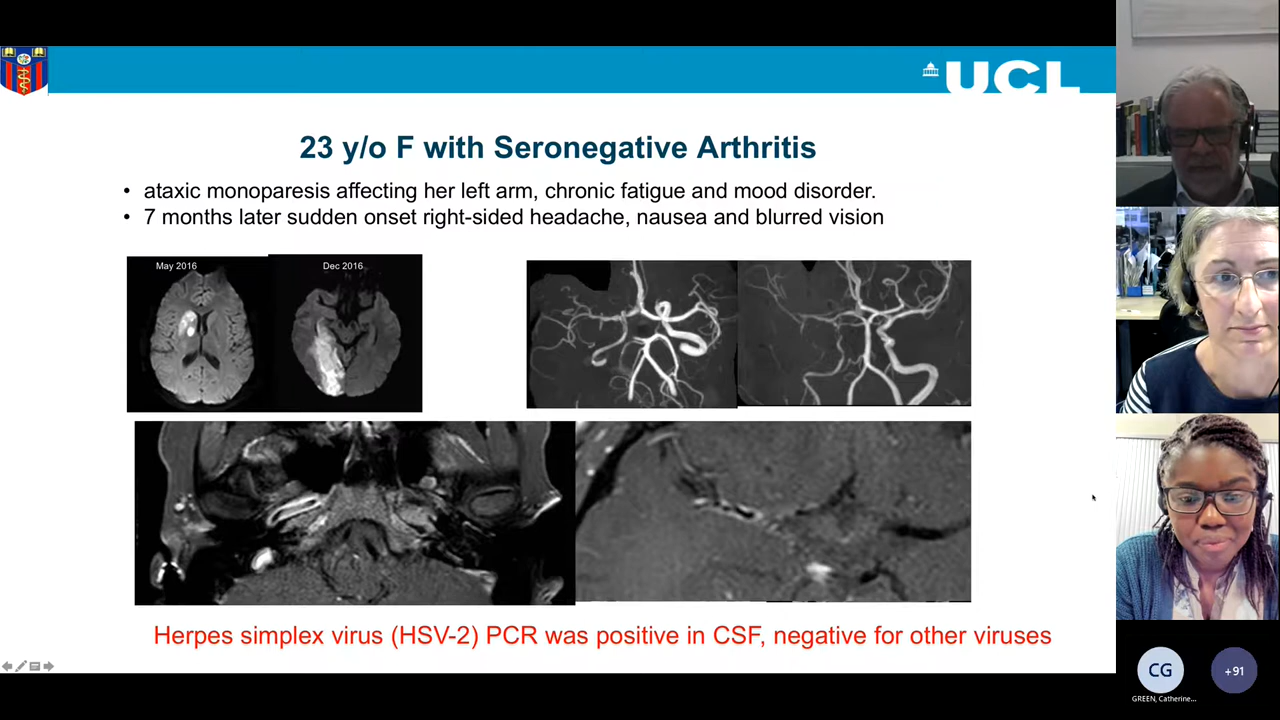 UCL
23 y/o F with Seronegative Arthritis
• ataxic monoparesis affecting her left arm, chronic fatigue and mood disorder.
• 7 months later sudden onset right-sided headache, nausea and blurred vision
May 2016
Dec 2016
Herpes simplex virus (HSV-2) PCR was positive in CSF, negative for other viruses
CG
+91
GREEN, Catherine...